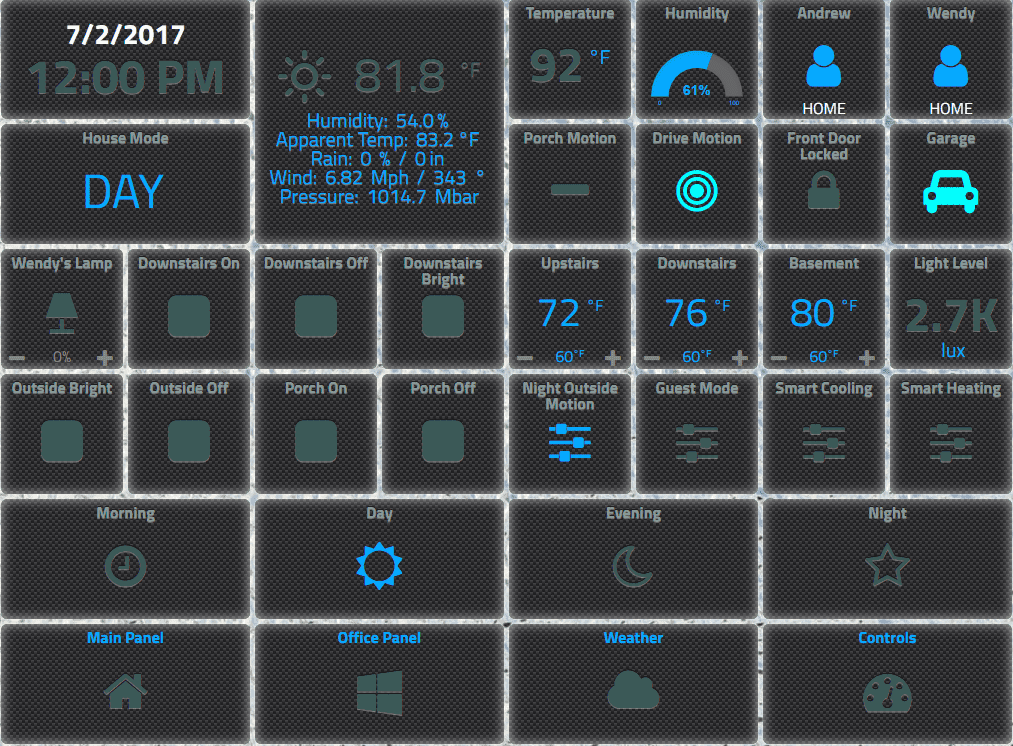 7/2/2017
12:00 PM
81.8 °F
Humidity: 54.0 %
Apparent Temp: 83.2 °F
Rain: 0 % / 0 in
Wind: 6.82 Mph / 343 °
Pressure: 1014.7 Mbar
Temperature
92 °F
Humidity
61%
0 100
Andrew
HOME
Wendy
HOME
House Mode
DAY
Porch Motion
Drive Motion
Front Door
Locked
Garage
Wendy's Lamp
0%
Downstairs On
Downstairs Off
Downstairs
Bright
Upstairs
72 °F
60°F
Downstairs
76 °F
60°F
Basement
80 °F
60°F
Light Level
2.7K
lux
Outside Bright
Outside Off
Porch On
Porch Off
Night Outside
Motion
Guest Mode
Smart Cooling
Smart Heating
Morning
Day
Evening
Night
Main Panel
Office Panel
Weather
Controls